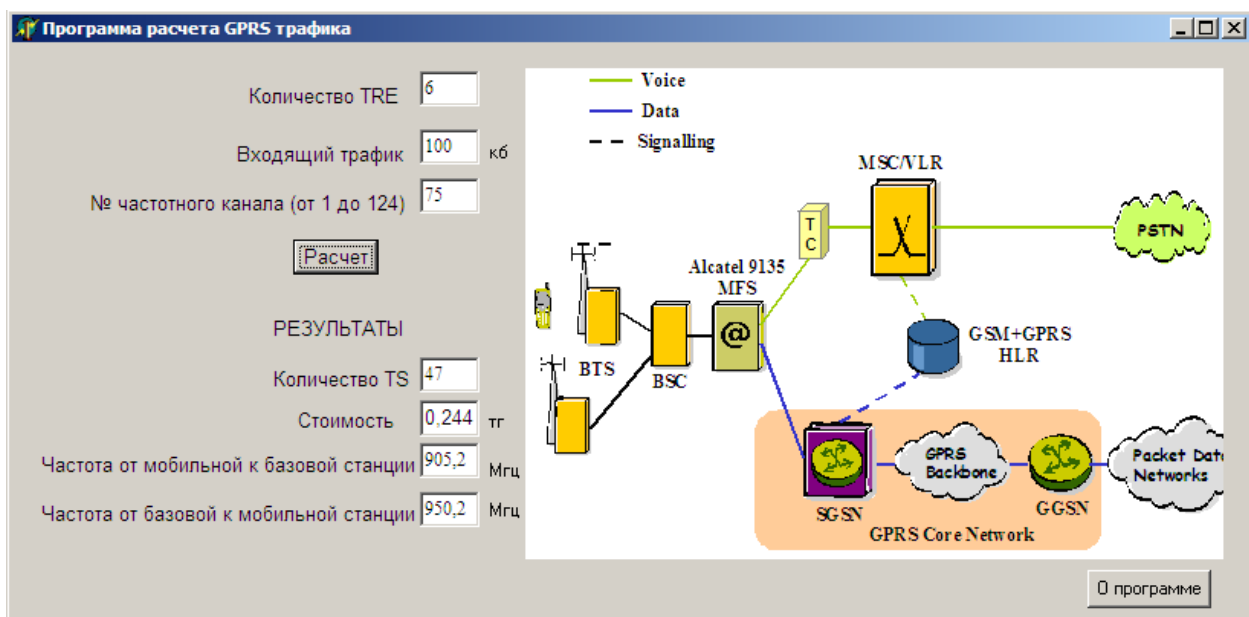 Программа расчета GPRS трафика
Количество TRE 6
Входящий трафик 100 кб
№ частотного канала (от 1 до 124) 75
Расчет
РЕЗУЛЬТАТЫ
Количество TS 47
Стоимость 0,244 тг
Частота от мобильной к базовой станции 905,2 Мгц
Частота от базовой к мобильной станции 950,2 Мгц
Voice
Data
Signalling
MSC/VLR
T
C
PSTN
Alcatel 9135
MFS
@
GSM+GPRS
HLR
BTS
BSC
GPRS
Backbone
Packet Data
Networks
SGSN
GGSN
GPRS Core Network
О программе